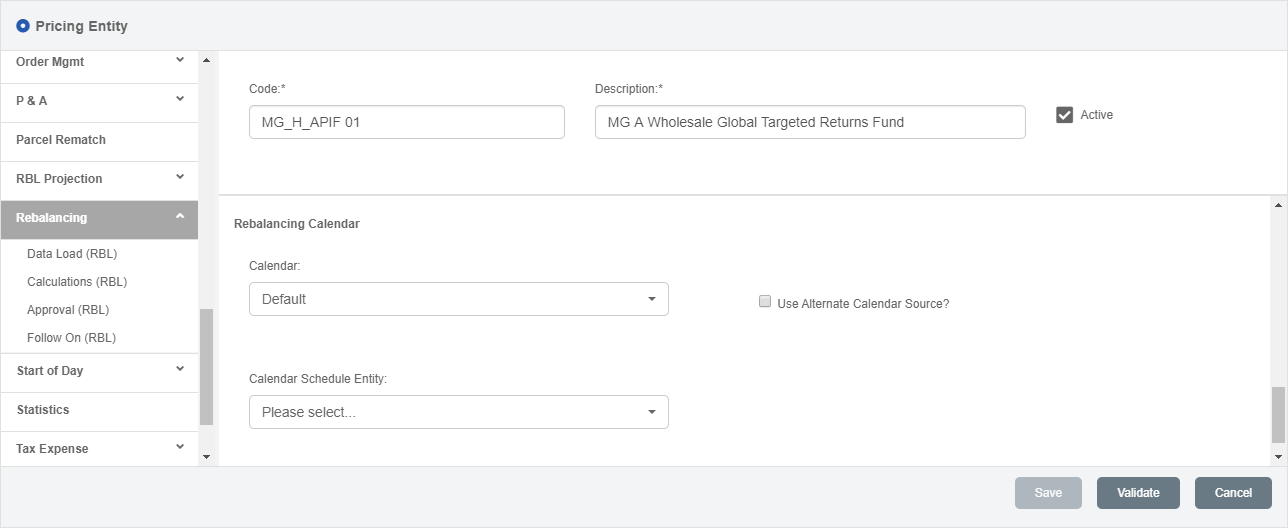 Pricing Entity
Order Mgmt
P & A
Parcel Rematch
RBL Projection
Rebalancing
Data Load (RBL)
Calculations (RBL)
Approval (RBL)
Follow On (RBL)
Start of Day
Statistics
Tax Expense
Code:*
Description:*
MG_H_APIF 01
MG A Wholesale Global Targeted Returns Fund
Active
Rebalancing Calendar
Calendar:
Default
Use Alternate Calendar Source?
Calendar Schedule Entity:
Please select...
Save
Validate
Cancel